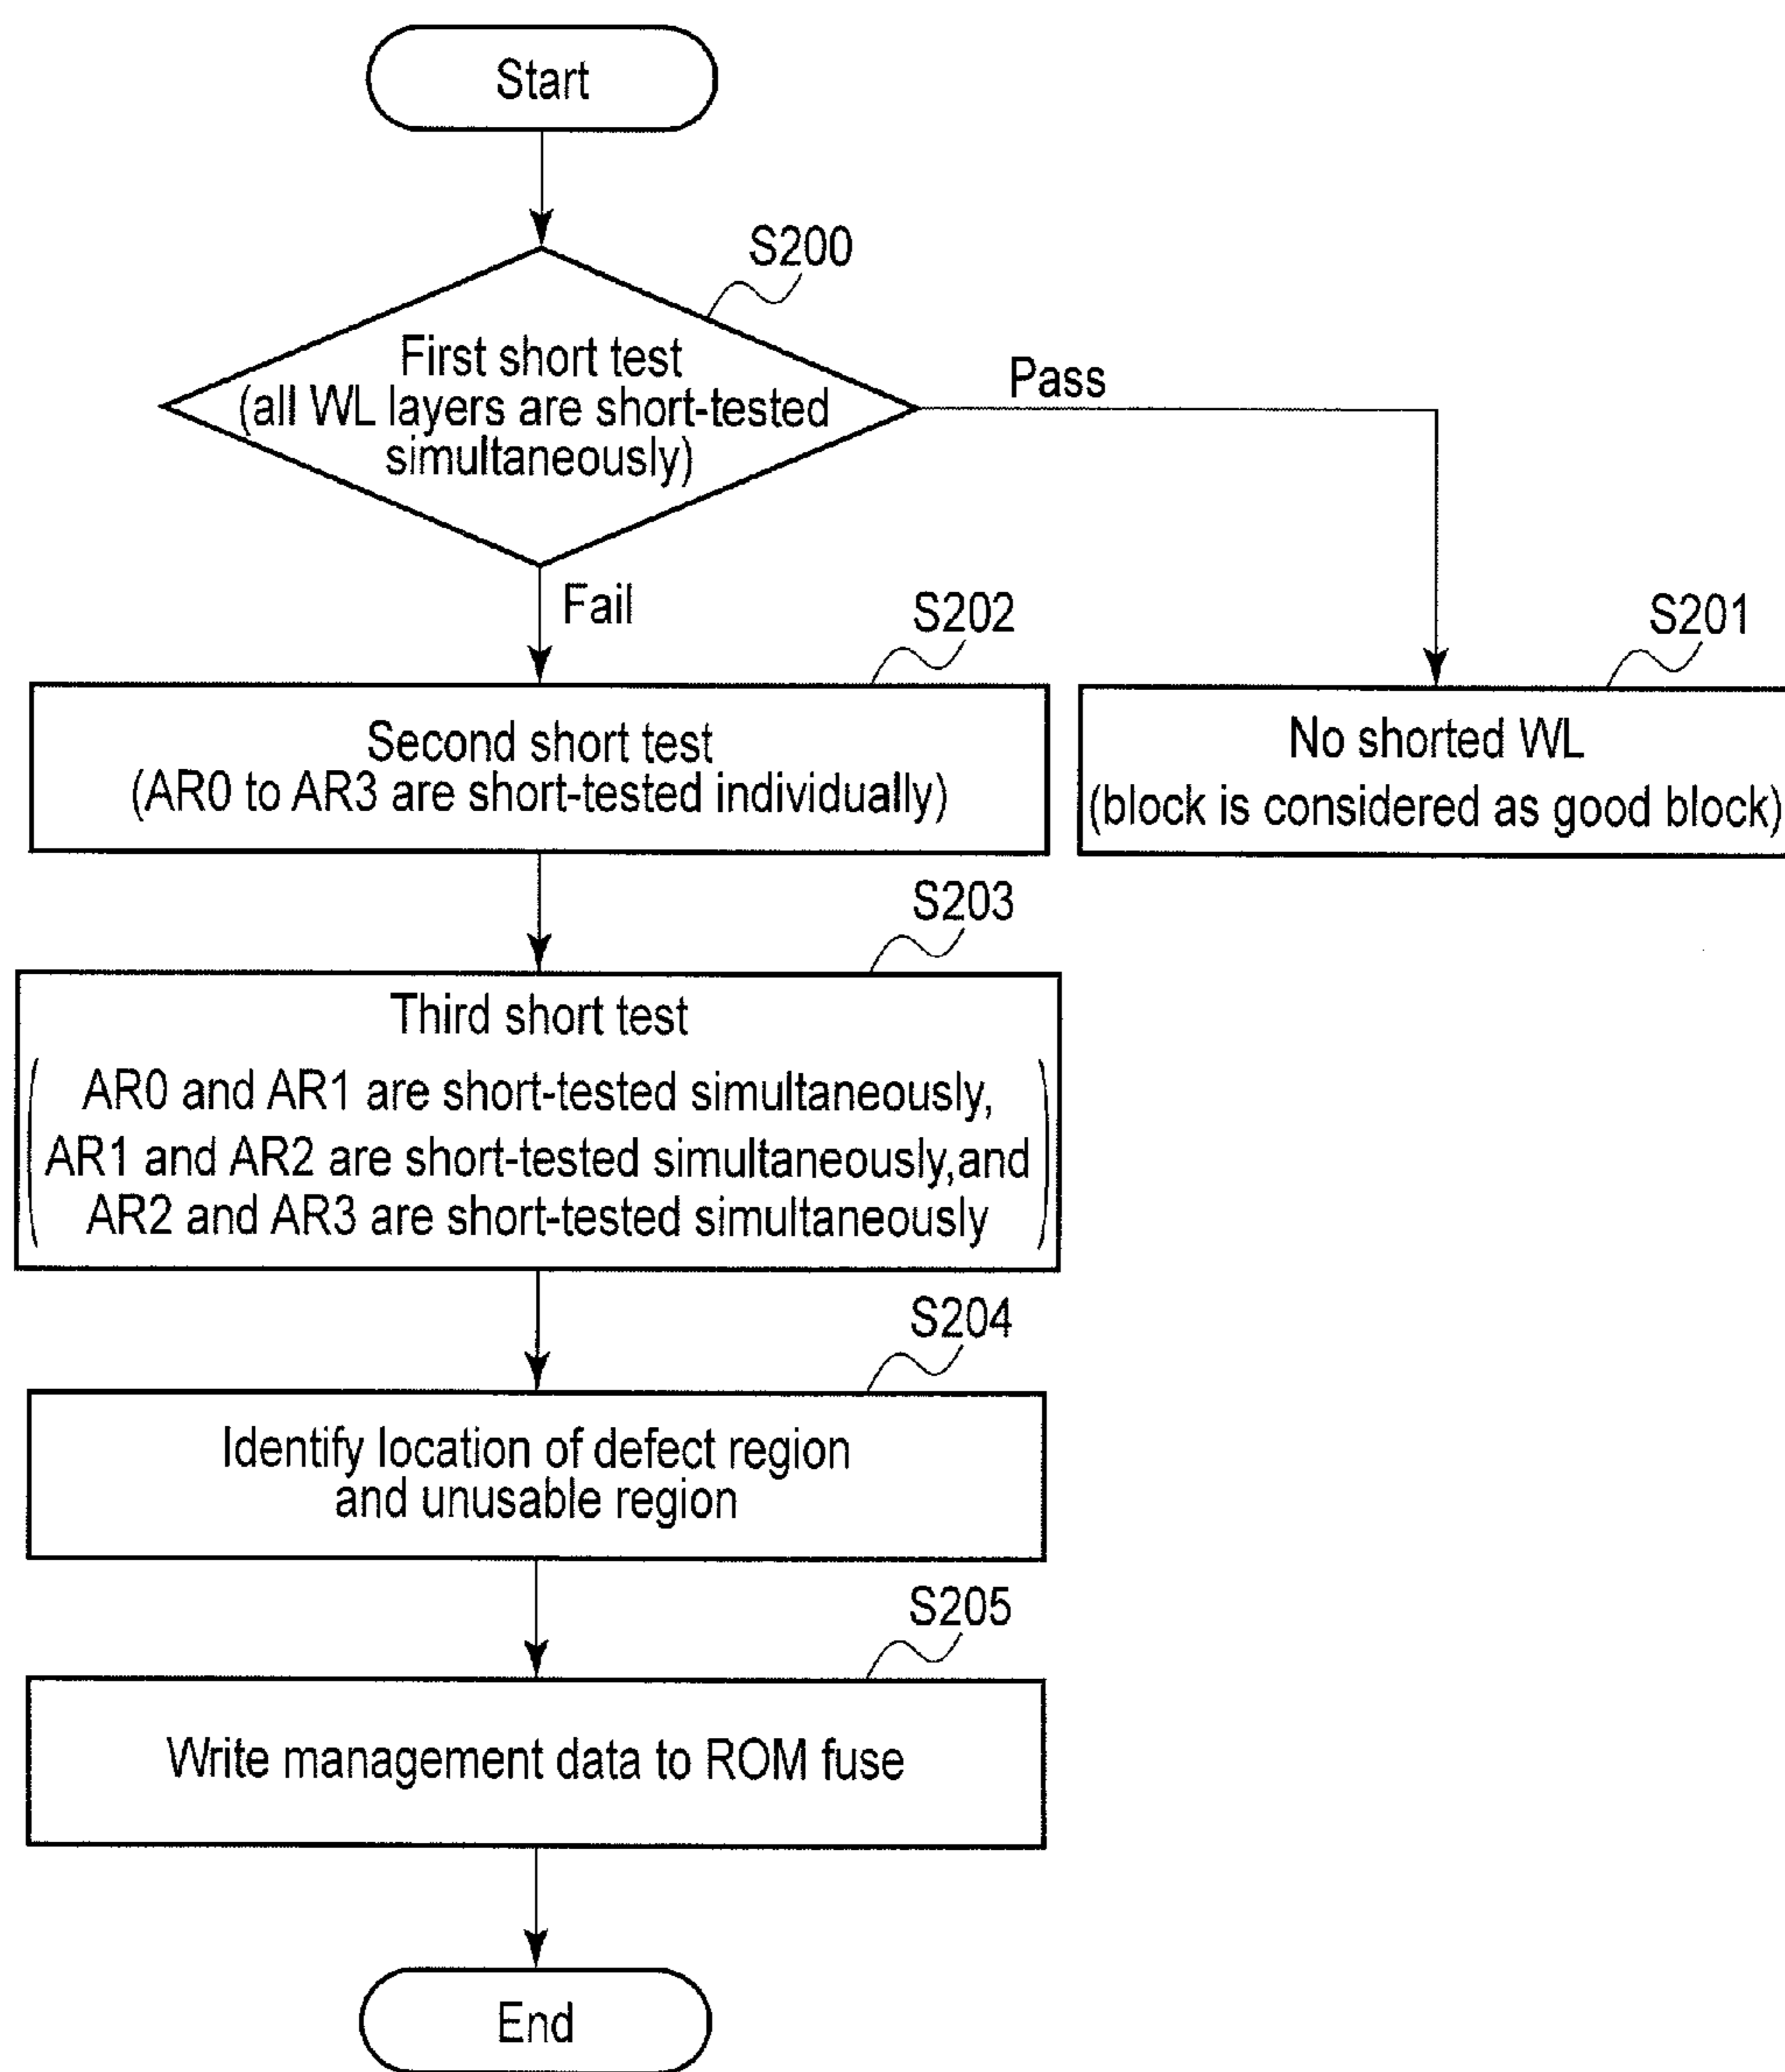 Start
S200
First short test
(all WL layers are short-tested
simultaneously)
Pass
Fail
S202
S201
Second short test
(AR0 to AR3 are short-tested individually)
No shorted WL
(block is considered as good block)
S203
Third short test
AR0 and AR1 are short-tested simultaneously,
AR1 and AR2 are short-tested simultaneously,and
AR2 and AR3 are short-tested simultaneously
S204
Identify location of defect region
and unusable region
S205
Write management data to ROM fuse
End